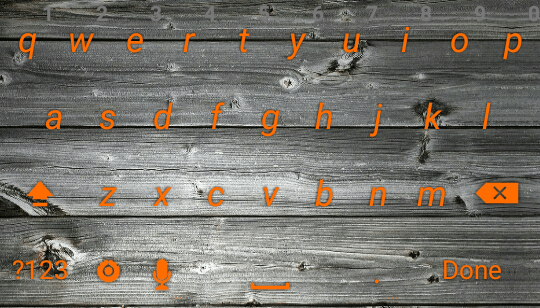 1 2 3 4 5 6 7 8 9 0
q w e r t y u i o p
a s d f g h j k l
z x c v b n m
?123 . Done